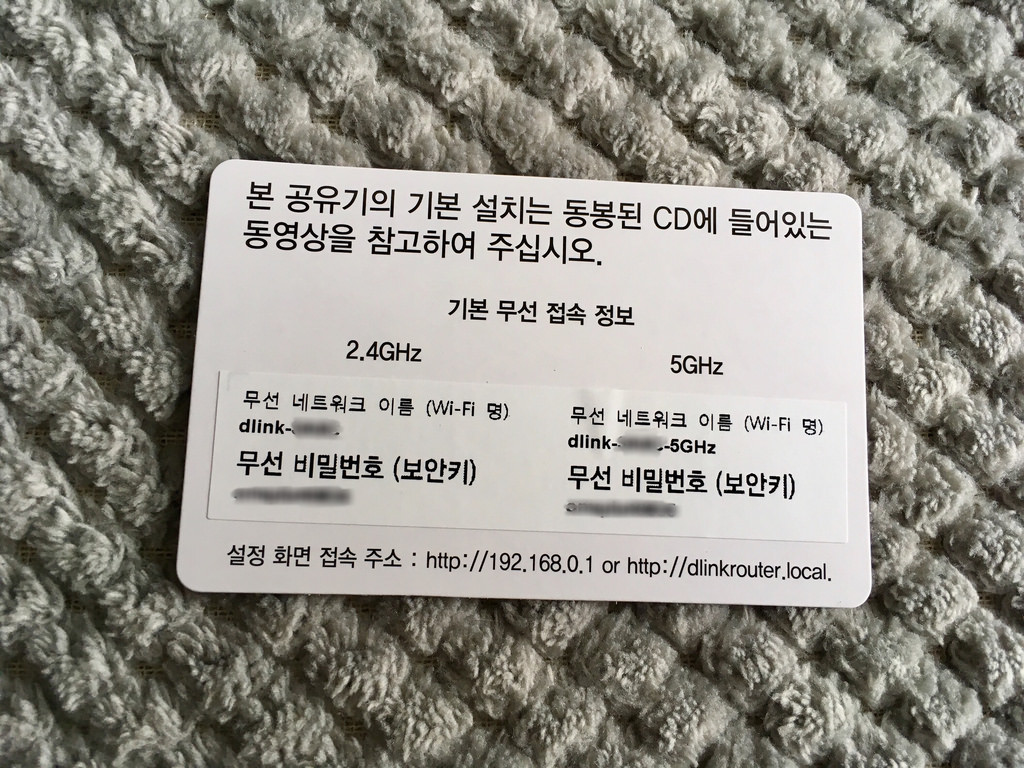 본 공유기의 기본 설치는 동봉된 CD에 들어있는
동영상을 참고하여 주십시오.
기본 무선 접속 정보
2.4GHz
5GHz
무선 네트워크 이름 (Wi-Fi 명)
dlink-
무선 비밀번호 (보안키)
무선 네트워크 이름 (Wi-Fi 명)
dlink- -5GHz
무선 비밀번호 (보안키)
설정 화면 접속 주소 : http://192.168.0.1 or http://dlinkrouter.local.